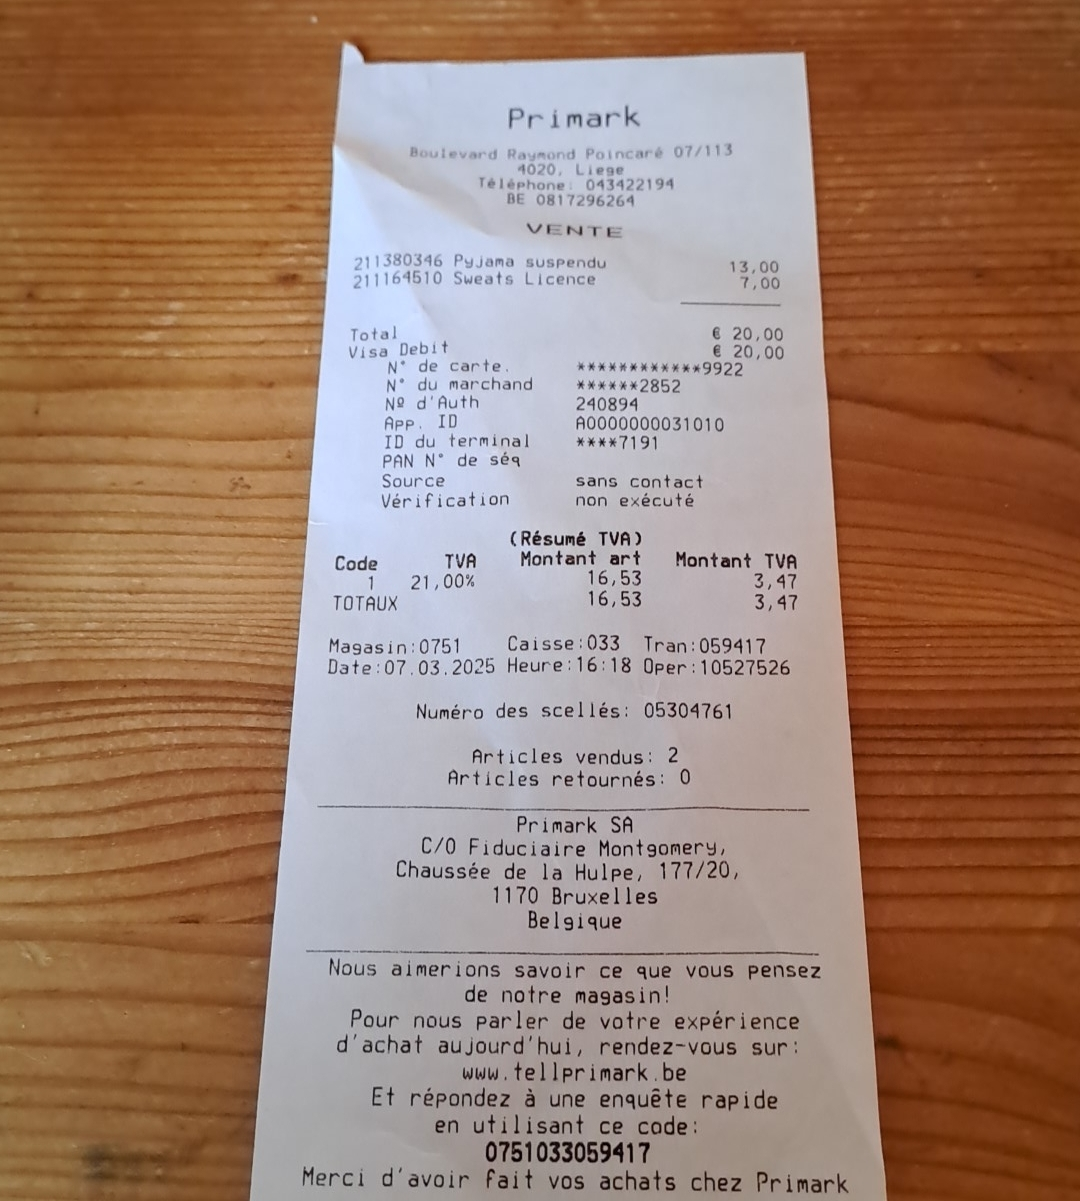 Primark
Boulevard Raymond Poincaré 07/113
4020, Liege
Téléphone: 043422194
BE 0817296264
VENTE
211380346 Pyjama suspendu 13,00
211164510 Sweats Licence 7,00
Total € 20,00
Visa Debit € 20,00
N° de carte. ************9922
N° du marchand ******2852
Nº d'Auth 240894
App. ID A0000000031010
ID du terminal ****7191
PAN N° de séq
Source sans contact
Vérification non exécuté
(Résumé TVA)
Code TVA Montant art Montant TVA
1 21,00% 16,53 3,47
TOTAUX 16,53 3,47
Magasin:0751 Caisse:033 Tran:059417
Date:07.03.2025 Heure:16:18 Oper:10527526
Numéro des scellés: 05304761
Articles vendus: 2
Articles retournés: 0
Primark SA
C/O Fiduciaire Montgomery,
Chaussée de la Hulpe, 177/20,
1170 Bruxelles
Belgique
Nous aimerions savoir ce que vous pensez
de notre magasin!
Pour nous parler de votre expérience
d'achat aujourd'hui, rendez-vous sur:
www.tellprimark.be
Et répondez à une enquête rapide
en utilisant ce code:
0751033059417
Merci d'avoir fait vos achats chez Primark